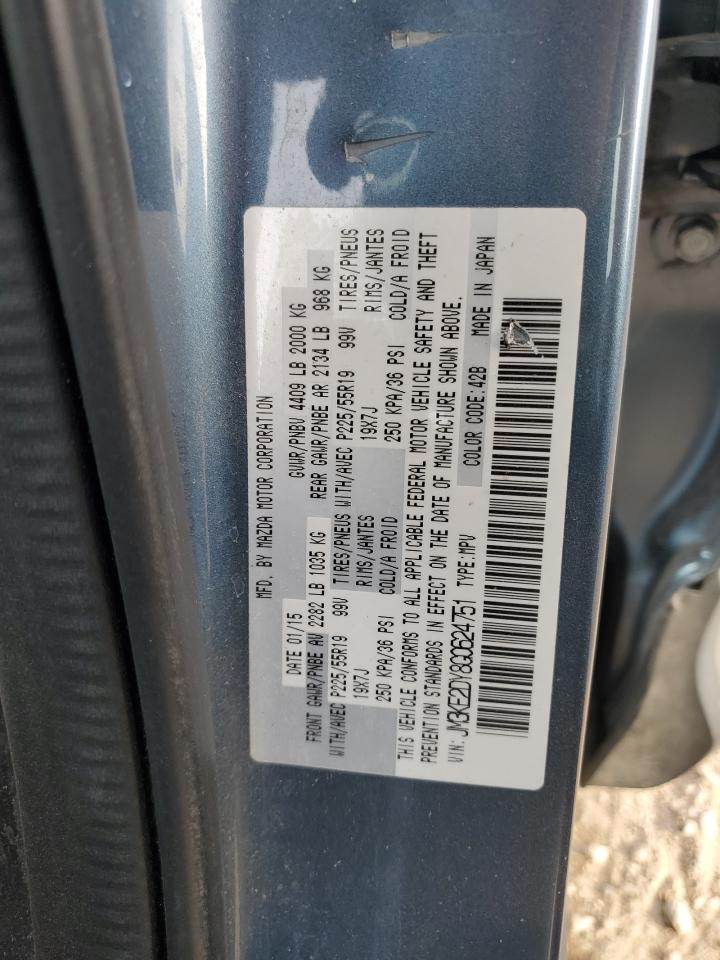 MFD. BY MAZDA MOTOR CORPORATION
DATE 01/15 GVWR/PNBV 4409 LB 2000 KG
FRONT GAWR/PNBE AV 2282 LB 1035 KG REAR GAWR/PNBE AR 2134 LB 968 KG
WITH/AVEC P225/55R19 99V TIRES/PNEUS WITH/AVEC P225/55R19 99V TIRES/PNEUS
19X7J RIMS/JANTES 19X7J RIMS/JANTES
250 KPA/36 PSI COLD/A FROID 250 KPA/36 PSI COLD/A FROID
THIS VEHICLE CONFORMS TO ALL APPLICABLE FEDERAL MOTOR VEHICLE SAFETY AND THEFT
PREVENTION STANDARDS IN EFFECT ON THE DATE OF MANUFACTURE SHOWN ABOVE.
VIN: JM3KE2DY8G0624751 TYPE:MPV COLOR CODE:42B MADE IN JAPAN